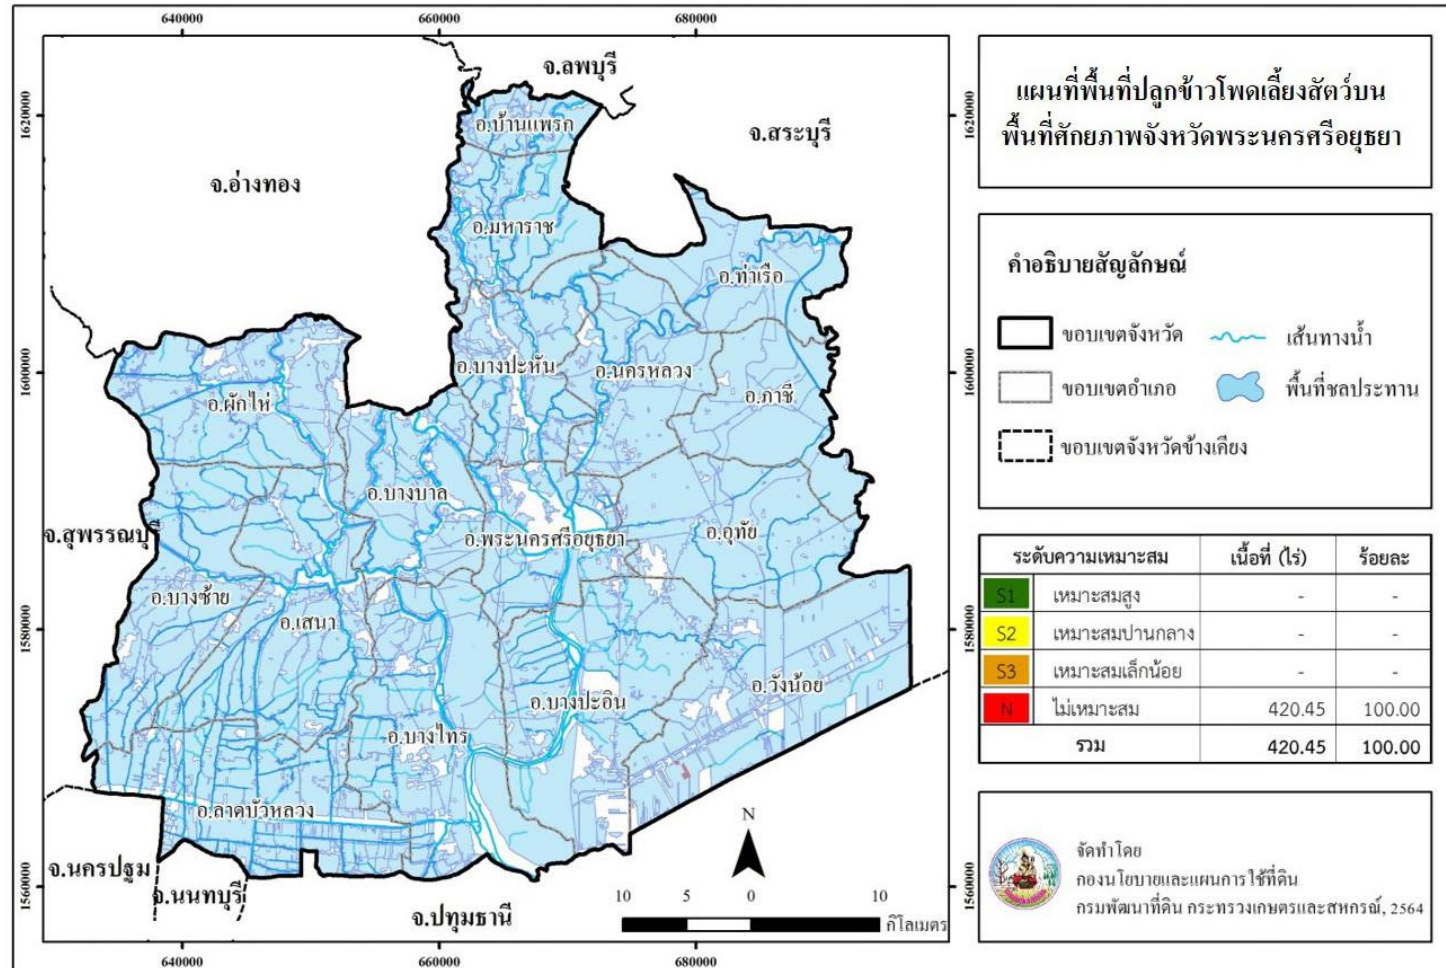 640000
660000
680000
แผนที่พื้นที่ปลูกข้าวโพดเลี้ยงสัตว์บน
พื้นที่ศักยภาพจังหวัดพระนครศรีอยุธยา
จ.ลพบุรี
1620000
1620000
อ.บ้านแพรก
จ.สระบุรี
จ.อ่างทอง
อ.มหาราช
อ.ท่าเรือ
คำอธิบายสัญลักษณ์
ขอบเขตจังหวัด
เส้นทางน้ำ
ขอบเขตอำเภอ
พื้นที่ชลประทาน
ขอบเขตจังหวัดข้างเคียง
1600000
1600000
อ.บางปะหัน
อ.นครหลวง
อ.ภาชี
อ.ผักไห่
อ.บางบาล
จ.สุพรรณบุรี
อ.พระนครศรีอยุธยา
อ.อุทัย
ระดับความเหมาะสม เนื้อที่ (ไร่) ร้อยละ
S1 เหมาะสมสูง - -
S2 เหมาะสมปานกลาง - -
S3 เหมาะสมเล็กน้อย - -
N ไม่เหมาะสม 420.45 100.00
รวม 420.45 100.00
อ.บางซ้าย
อ.เสนา
1580000
1580000
อ.วังน้อย
อ.บางปะอิน
อ.บางไทร
อ.ลาดบัวหลวง
N
จ.นครปฐม
จ.นนทบุรี
จ.ปทุมธานี
1560000
1560000
10 5 0 10
กิโลเมตร
จัดทำโดย
กองนโยบายและแผนการใช้ที่ดิน
กรมพัฒนาที่ดิน กระทรวงเกษตรและสหกรณ์, 2564
640000
660000
680000